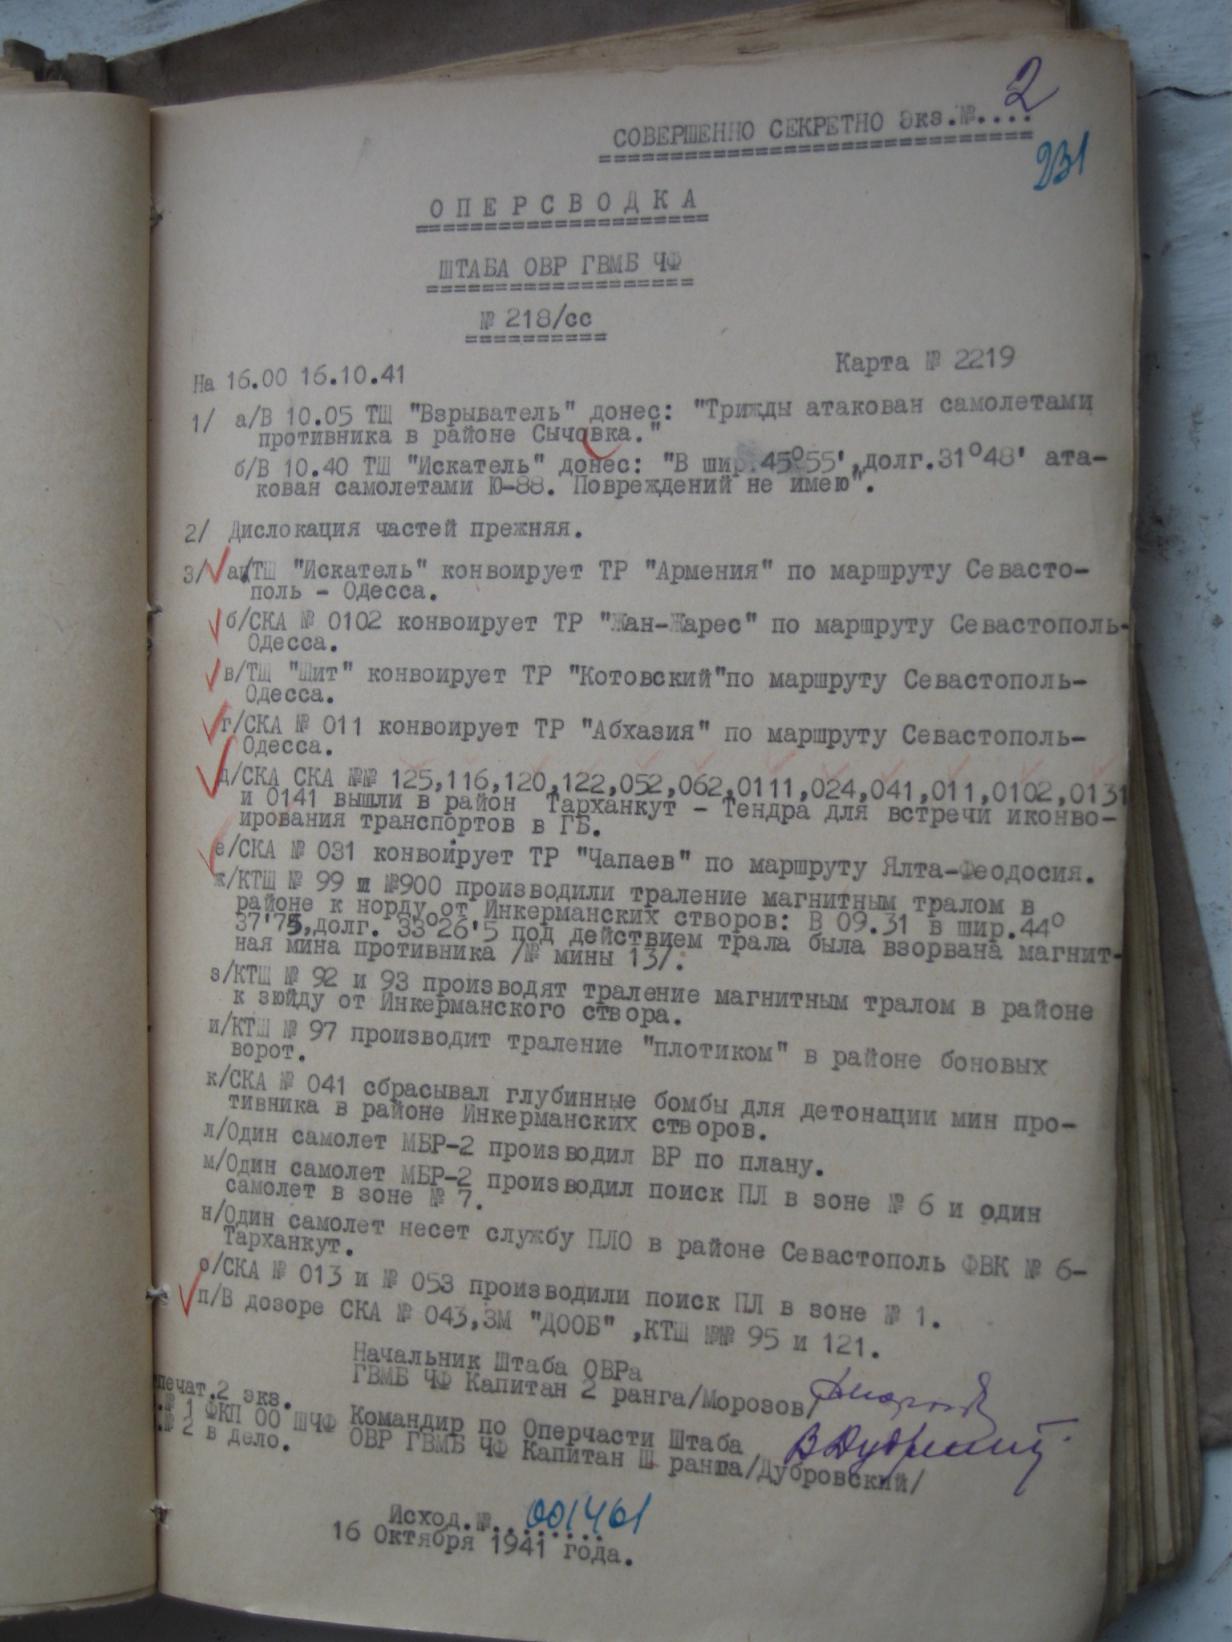 2
СОВЕРШЕННО СЕКРЕТНО Экз.№....
231
ОПЕРСВОДКА
ШТАБА ОВР ГВМБ ЧФ
№ 218/сс
На 16.00 16.10.41
Карта № 2219
1/ а/В 10.05 ТЩ "Взрыватель" донес: "Трижды атакован самолетами
противника в районе Сычовка."
б/В 10.40 ТЩ "Искатель" донес: "В шир.45°55',долг.31°48' ата-
кован самолетами Ю-88. Повреждений не имею".
2/ Дислокация частей прежняя.
3/ а/ТЩ "Искатель" конвоирует ТР "Армения" по маршруту Севасто-
поль - Одесса.
б/СКА № 0102 конвоирует ТР "Жан-Жарес" по маршруту Севастополь-
Одесса.
в/ТЩ "Щит" конвоирует ТР "Котовский"по маршруту Севастополь-
Одесса.
г/СКА № 011 конвоирует ТР "Абхазия" по маршруту Севастополь-
Одесса.
д/СКА СКА №№ 125,116,120,122,052,062,0111,024,041,011,0102,0131
и 0141 вышли в район Тарханкут - Тендра для встречи иконво-
ирования транспортов в ГБ.
е/СКА № 031 конвоирует ТР "Чапаев" по маршруту Ялта-Феодосия.
ж/КТЩ № 99 и №900 производили траление магнитным тралом в
районе к норду от Инкерманских створов: В 09.31 в шир.44°
37'75,долг. 33°26'5 под действием трала была взорвана магнит-
ная мина противника /№ мины 13/.
з/КТЩ № 92 и 93 производят траление магнитным тралом в районе
к зюйду от Инкерманского створа.
и/КТЩ № 97 производит траление "плотиком" в районе боновых
ворот.
к/СКА № 041 сбрасывал глубинные бомбы для детонации мин про-
тивника в районе Инкерманских створов.
л/Один самолет МБР-2 производил ВР по плану.
м/Один самолет МБР-2 производил поиск ПЛ в зоне № 6 и один
самолет в зоне № 7.
н/Один самолет несет службу ПЛО в районе Севастополь ФВК № 6-
Тарханкут.
о/СКА № 013 и № 053 производили поиск ПЛ в зоне № 1.
п/В дозоре СКА № 043,ЗМ "ДООБ" ,КТЩ №№ 95 и 121.
Начальник Штаба ОВРа
ГВМБ ЧФ Капитан 2 ранга/Морозов/
печат.2 экз.
.№ 1 ФКП ОО ШЧФ
.№ 2 в дело.
Командир по Оперчасти Штаба
ОВР ГВМБ ЧФ Капитан Ш ранга/Дубровский/
Исход.№ 001461
16 Октября 1941 года.